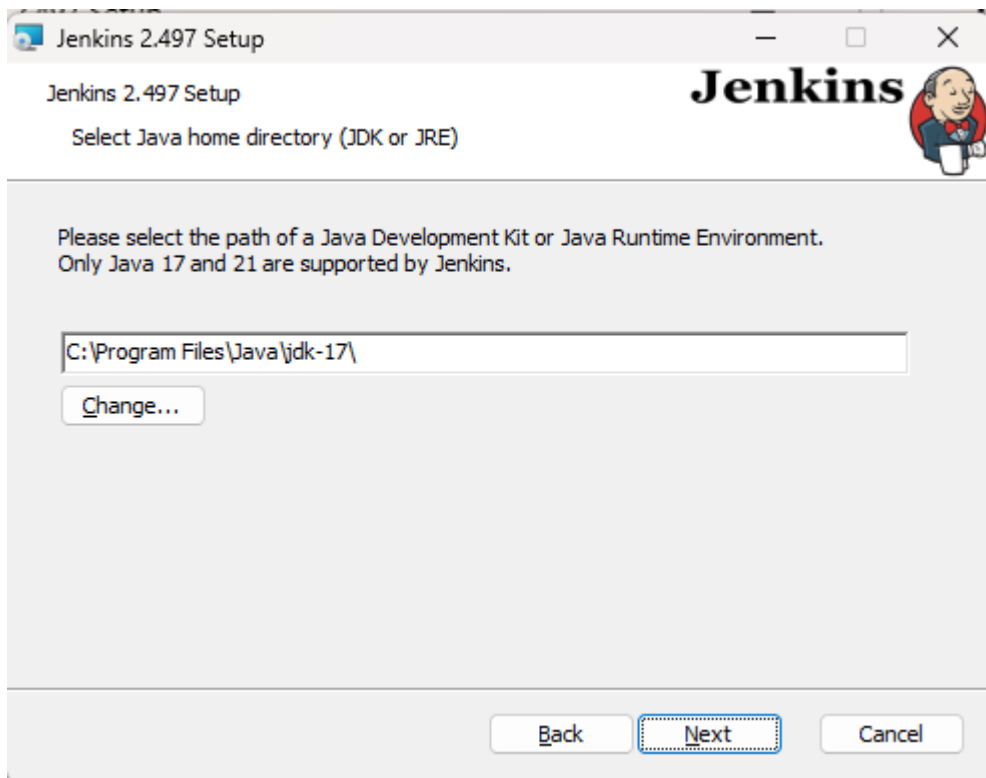 Jenkins 2.497 Setup
Jenkins 2.497 Setup
Jenkins
Select Java home directory (JDK or JRE)
Please select the path of a Java Development Kit or Java Runtime Environment.
Only Java 17 and 21 are supported by Jenkins.
C:\Program Files\Java\jdk-17\
Change...
Back
Next
Cancel